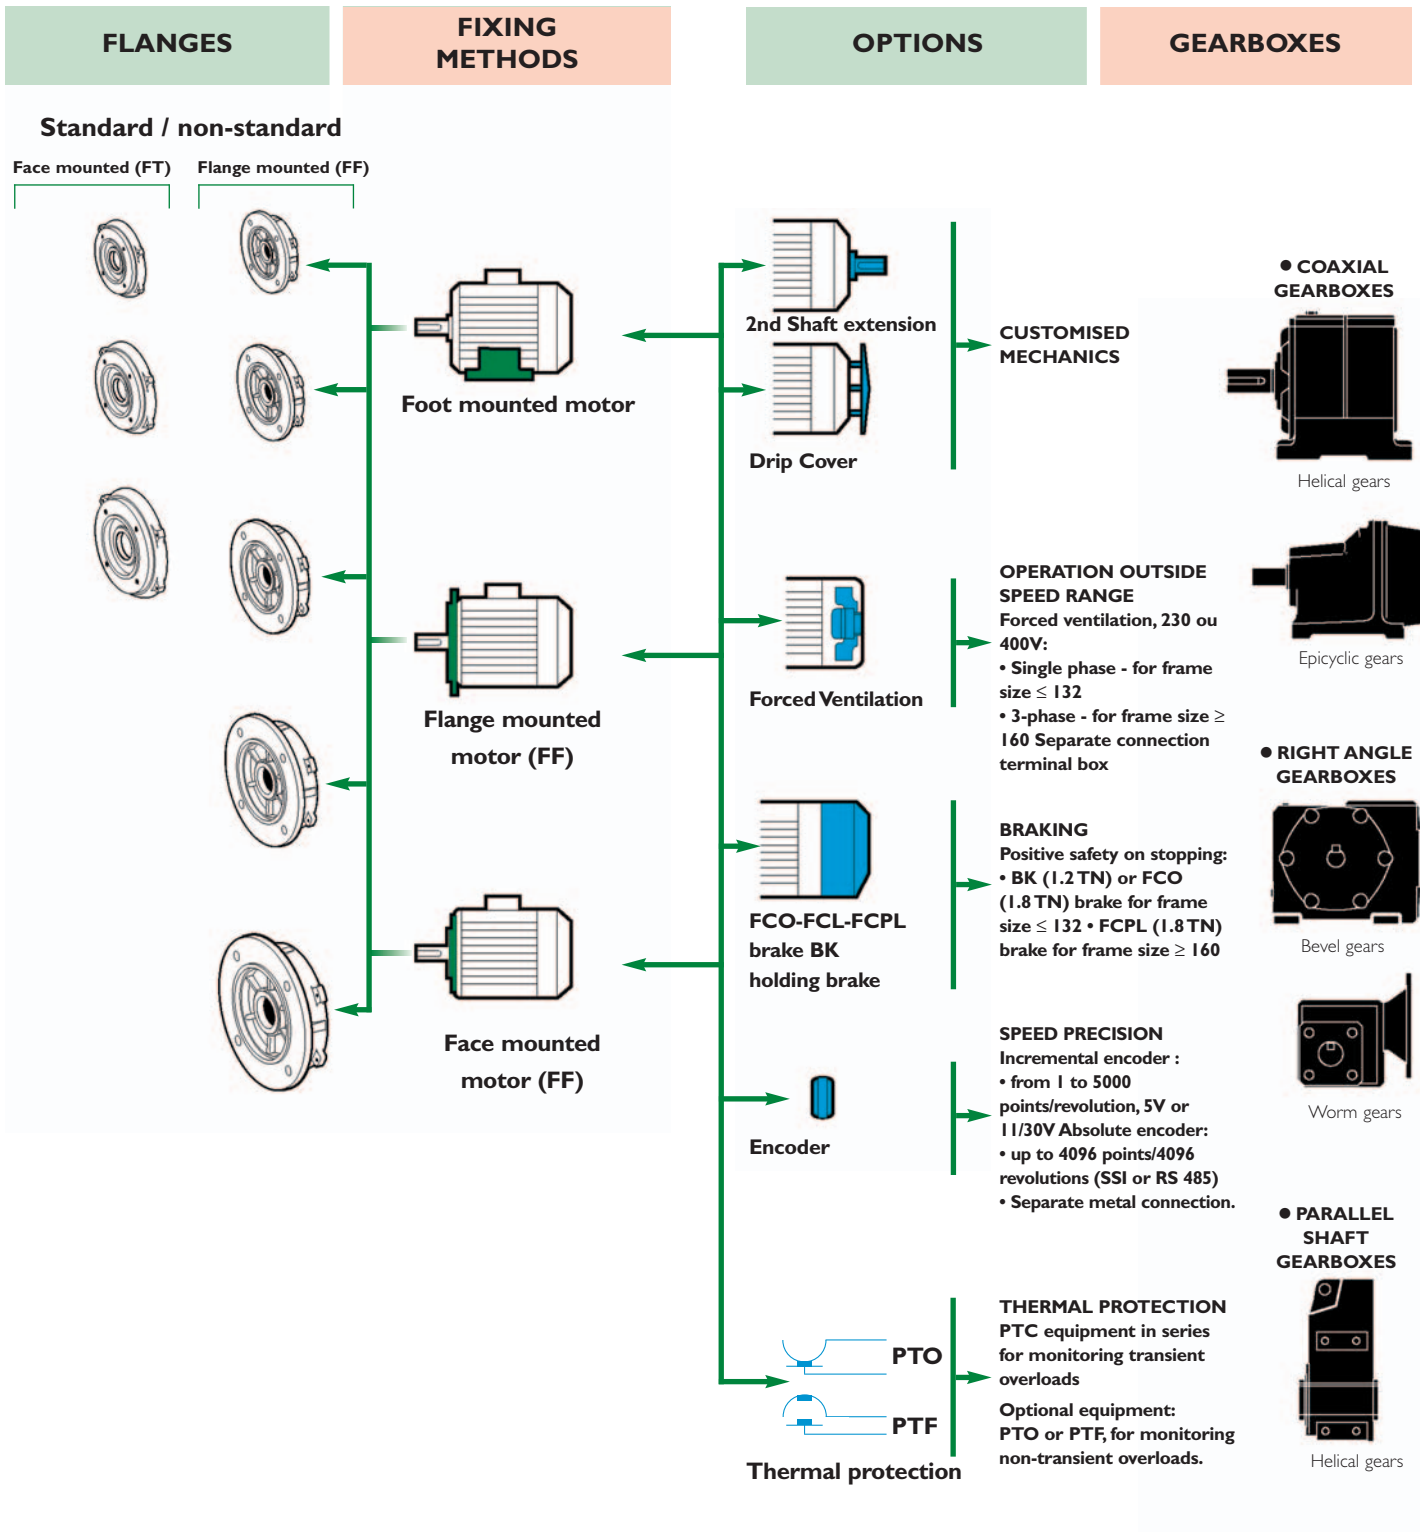 FLANGES
FIXING
METHODS
OPTIONS
GEARBOXES
Standard / non-standard
Face mounted (FT)
Flange mounted (FF)
Foot mounted motor
Flange mounted
motor (FF)
Face mounted
motor (FF)
2nd Shaft extension
Drip Cover
CUSTOMISED
MECHANICS
Forced Ventilation
OPERATION OUTSIDE
SPEED RANGE
Forced ventilation, 230 ou
400V:
• Single phase - for frame
size ≤ 132
• 3-phase - for frame size ≥
160 Separate connection
terminal box
FCO-FCL-FCPL
brake BK
holding brake
BRAKING
Positive safety on stopping:
• BK (1.2 TN) or FCO
(1.8 TN) brake for frame
size ≤ 132 • FCPL (1.8 TN)
brake for frame size ≥ 160
Encoder
SPEED PRECISION
Incremental encoder :
• from 1 to 5000
points/revolution, 5V or
11/30V Absolute encoder:
• up to 4096 points/4096
revolutions (SSI or RS 485)
• Separate metal connection.
PTO
PTF
Thermal protection
THERMAL PROTECTION
PTC equipment in series
for monitoring transient
overloads
Optional equipment:
PTO or PTF, for monitoring
non-transient overloads.
● COAXIAL
GEARBOXES
Helical gears
Epicyclic gears
● RIGHT ANGLE
GEARBOXES
Bevel gears
Worm gears
● PARALLEL
SHAFT
GEARBOXES
Helical gears